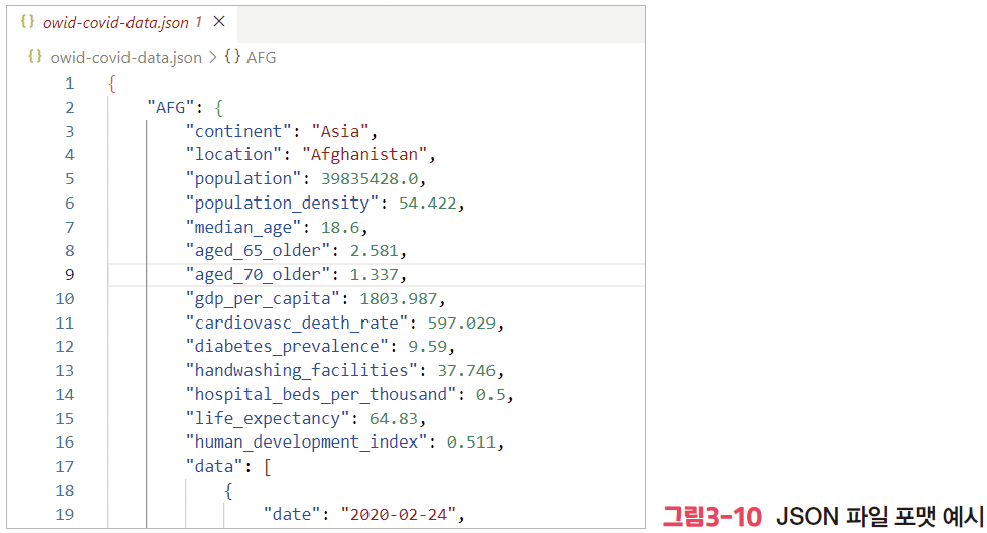 {} owid-covid-data.json 1 ×
{} owid-covid-data.json > {} AFG
1 {
2 "AFG": {
3 "continent": "Asia",
4 "location": "Afghanistan",
5 "population": 39835428.0,
6 "population_density": 54.422,
7 "median_age": 18.6,
8 "aged_65_older": 2.581,
9 "aged_70_older": 1.337,
10 "gdp_per_capita": 1803.987,
11 "cardiovasc_death_rate": 597.029,
12 "diabetes_prevalence": 9.59,
13 "handwashing_facilities": 37.746,
14 "hospital_beds_per_thousand": 0.5,
15 "life_expectancy": 64.83,
16 "human_development_index": 0.511,
17 "data": [
18 {
19 "date": "2020-02-24",
그림3-10 JSON 파일 포맷 예시